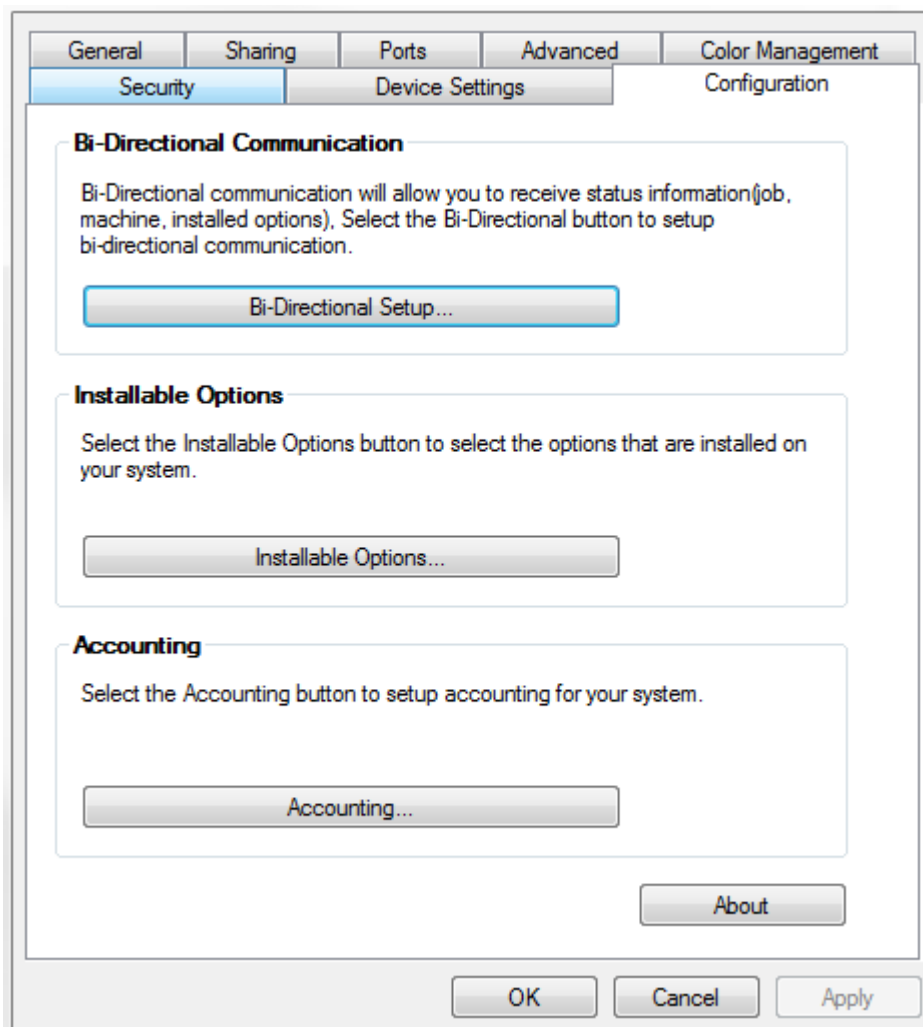 General Sharing Ports Advanced Color Management
Security Device Settings Configuration
Bi-Directional Communication
Bi-Directional communication will allow you to receive status information(job,
machine, installed options), Select the Bi-Directional button to setup
bi-directional communication.
Bi-Directional Setup...
Installable Options
Select the Installable Options button to select the options that are installed on
your system.
Installable Options...
Accounting
Select the Accounting button to setup accounting for your system.
Accounting...
About
OK Cancel Apply